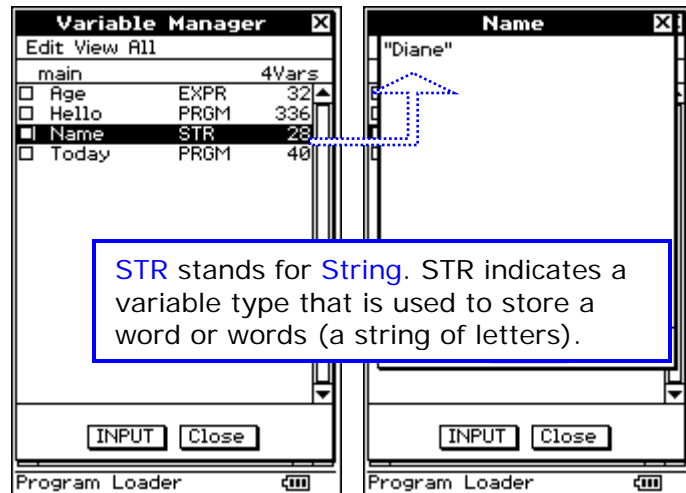 Variable Manager
Edit View All
main 4Vars
Age EXPR 32
Hello PRGM 336
Name STR 28
Today PRGM 40
INPUT Close
Program Loader
Name
"Diane"
STR stands for String. STR indicates a
variable type that is used to store a
word or words (a string of letters).
INPUT Close
Program Loader